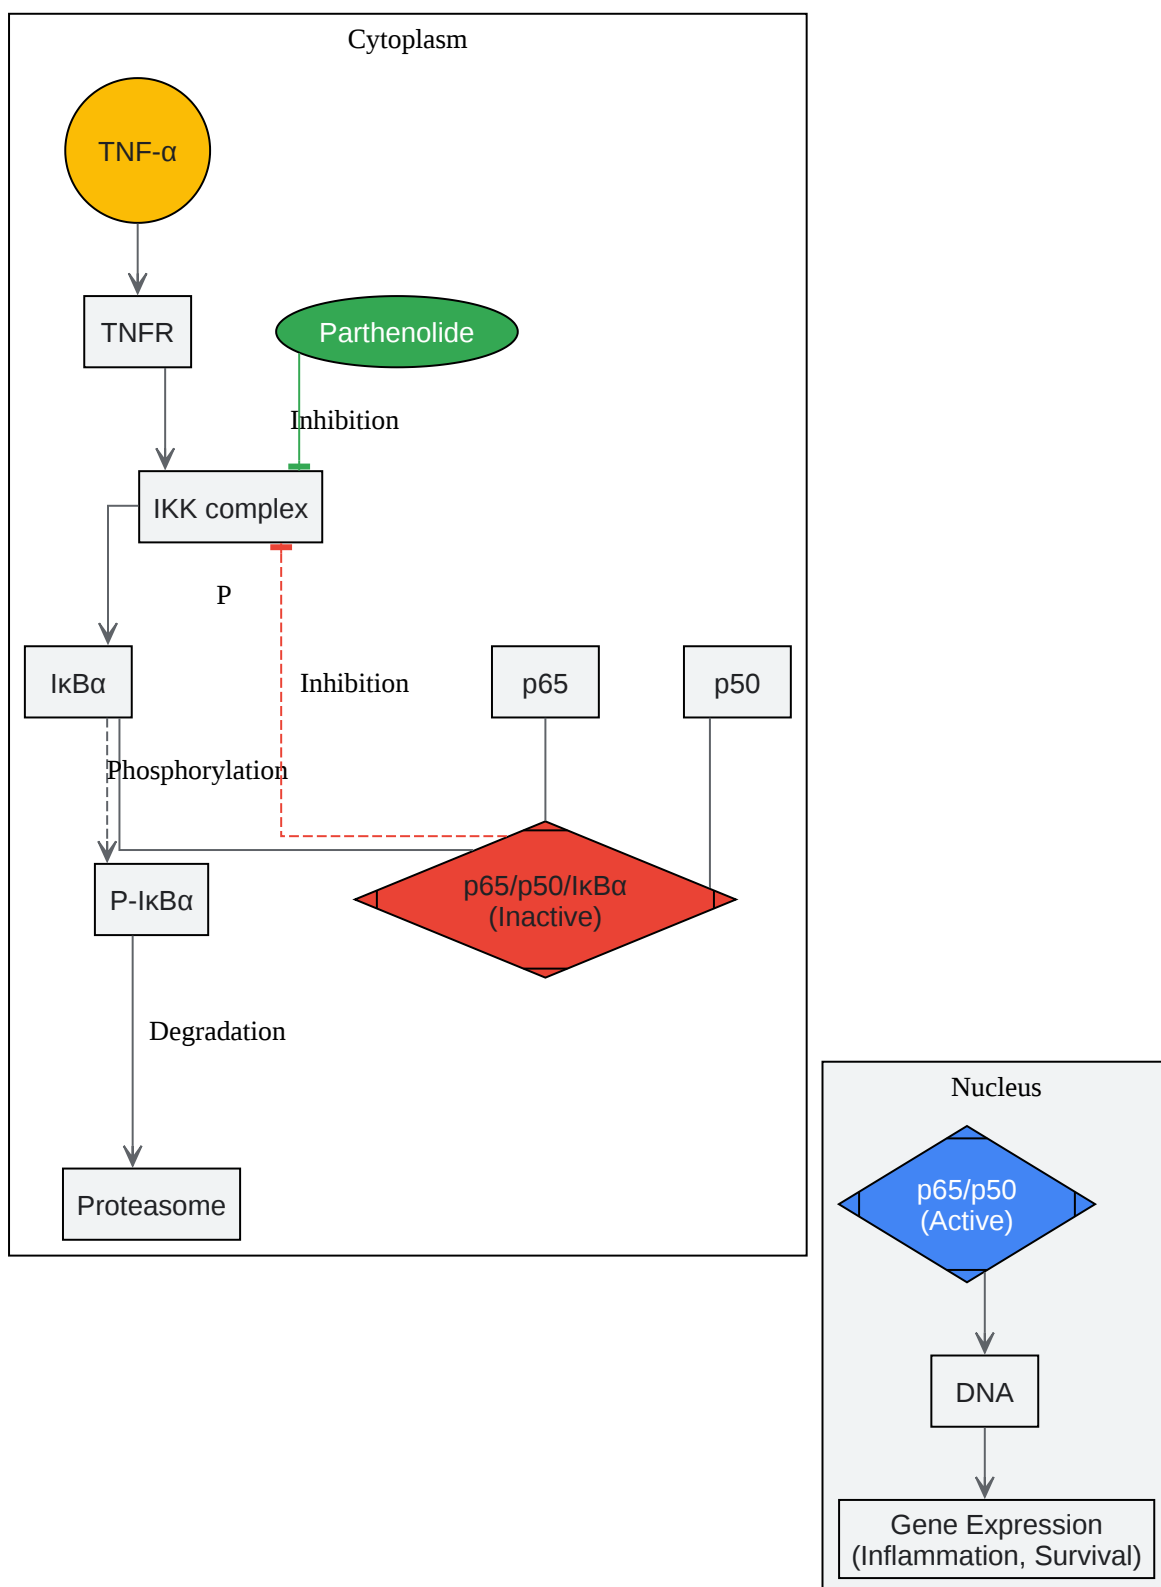 Cytoplasm
TNF-α
TNFR
Parthenolide
Inhibition
IKK complex
P
IκBα
Inhibition
p65
p50
Phosphorylation
P-IκBα
p65/p50/IκBα
(Inactive)
Degradation
Proteasome
Nucleus
p65/p50
(Active)
DNA
Gene Expression
(Inflammation, Survival)